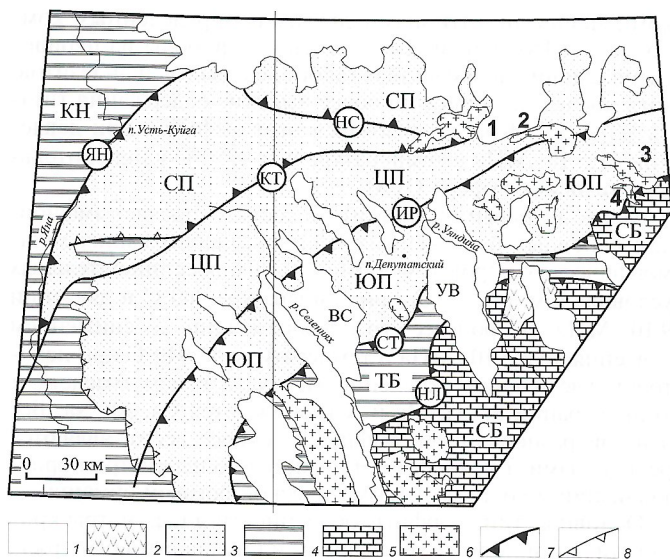 КН
СП
НС
1
2
п.Усть-Куйга
ЯН
3
КТ
ЦП
ЮП
СП
4
ИР
СБ
р.Яна
р.Уяндина
ЦП
п.Депутатский
ЮП
УВ
р.Селеннях
ВС
СТ
ЮП
ТБ
НЛ
СБ
0 30 км
1 2 3 4 5 6 7 8